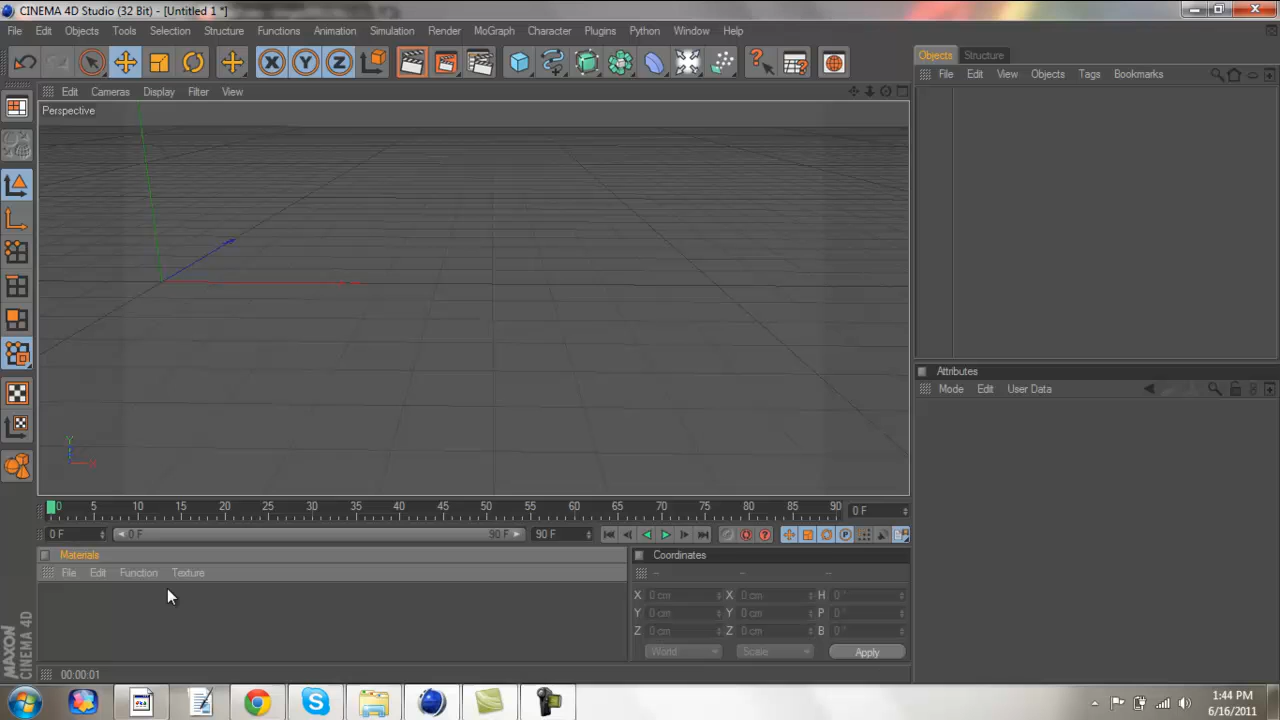 CINEMA 4D Studio (32 Bit) - [Untitled 1 *]
File Edit Objects Tools Selection Structure Functions Animation Simulation Render MoGraph Character Plugins Python Window Help
Objects Structure
File Edit View Objects Tags Bookmarks
Edit Cameras Display Filter View
Perspective
Y
X
Attributes
Mode Edit User Data
0 5 10 15 20 25 30 35 40 45 50 55 60 65 70 75 80 85 90 0 F
0 F 0 F 90 F 90 F
Materials
File Edit Function Texture
Coordinates
-- -- --
X 0 cm X 0 cm H 0 °
Y 0 cm Y 0 cm P 0 °
Z 0 cm Z 0 cm B 0 °
World Scale Apply
MAXON
CINEMA 4D
00:00:01
1:44 PM
6/16/2011